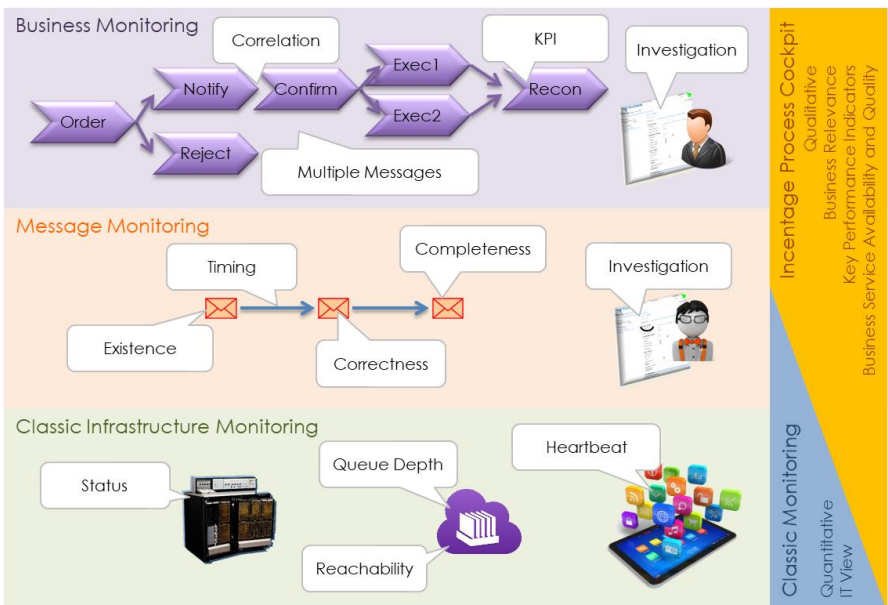 Business Monitoring
Correlation
KPI
Investigation
Notify
Confirm
Exec1
Recon
Order
Exec2
Reject
Multiple Messages
Message Monitoring
Timing
Completeness
Investigation
Existence
Correctness
Classic Infrastructure Monitoring
Status
Queue Depth
Heartbeat
Reachability
Incentage Process Cockpit
Qualitative
Business Relevance
Key Performance Indicators
Business Service Availability and Quality
Classic Monitoring
Quantitative
IT View